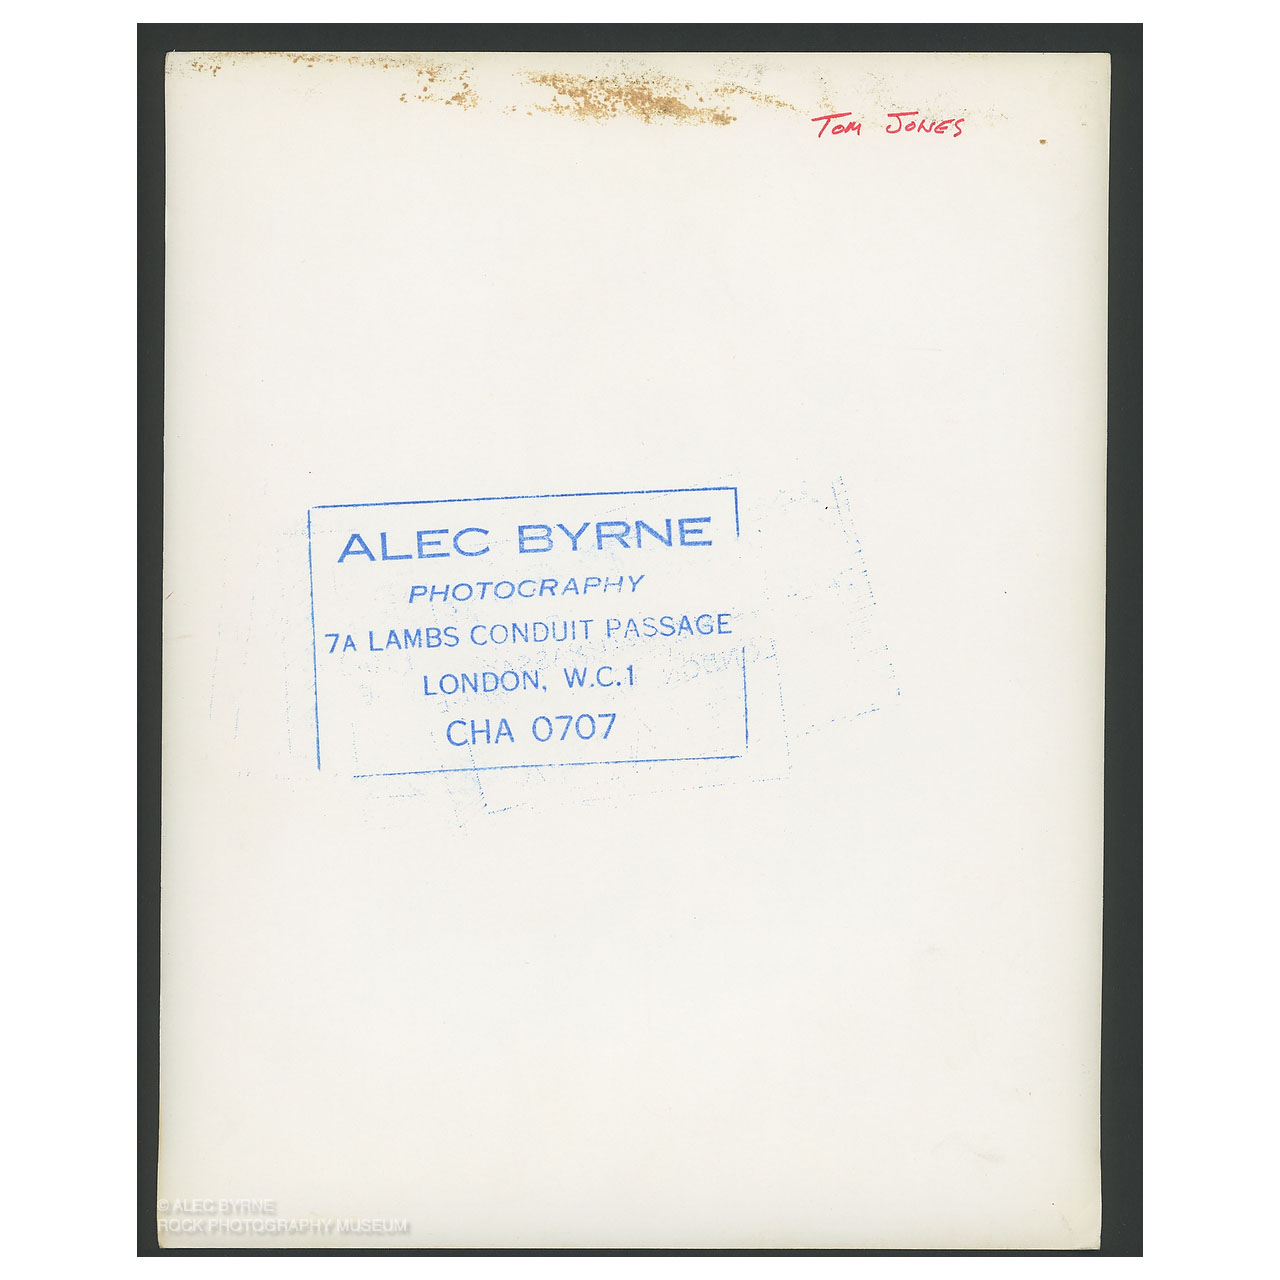 Tom Jones
ALEC BYRNE
PHOTOGRAPHY
7A LAMBS CONDUIT PASSAGE
LONDON, W.C.1
CHA 0707
© ALEC BYRNE
ROCK PHOTOGRAPHY MUSEUM